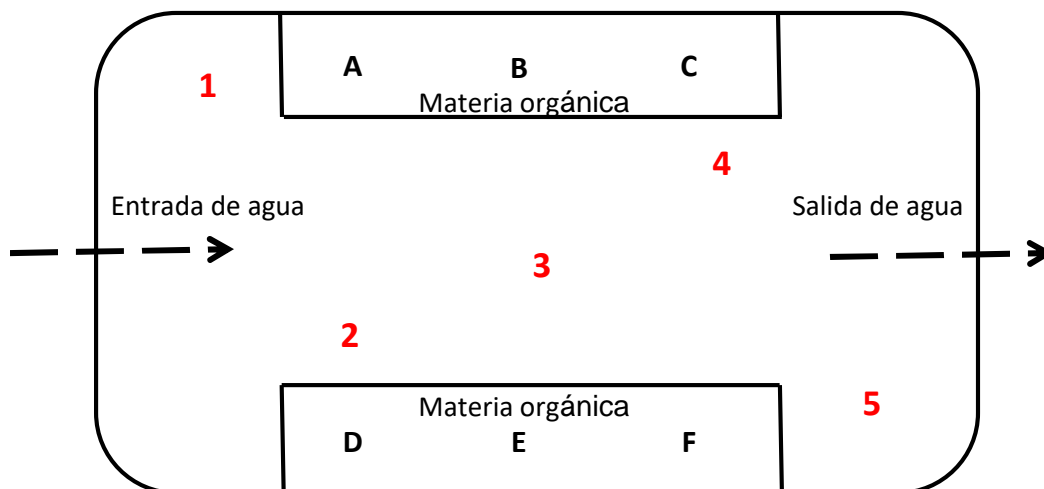 A B C
1
Materia orgánica
4
Entrada de agua
Salida de agua
3
2
5
Materia orgánica
D E F